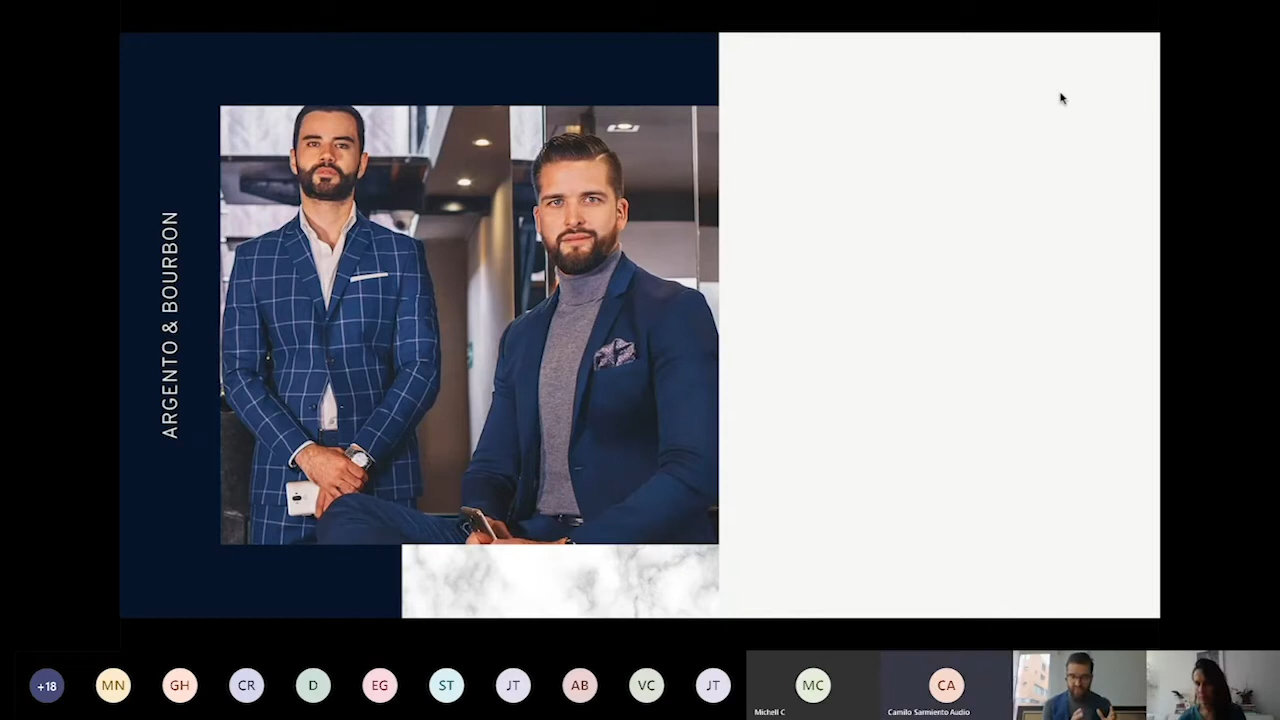 ARGENTO & BOURBON
+18
MN
GH
CR
D
EG
ST
JT
AB
VC
JT
MC
CA
Michell C
Camilo Sarmiento Audio